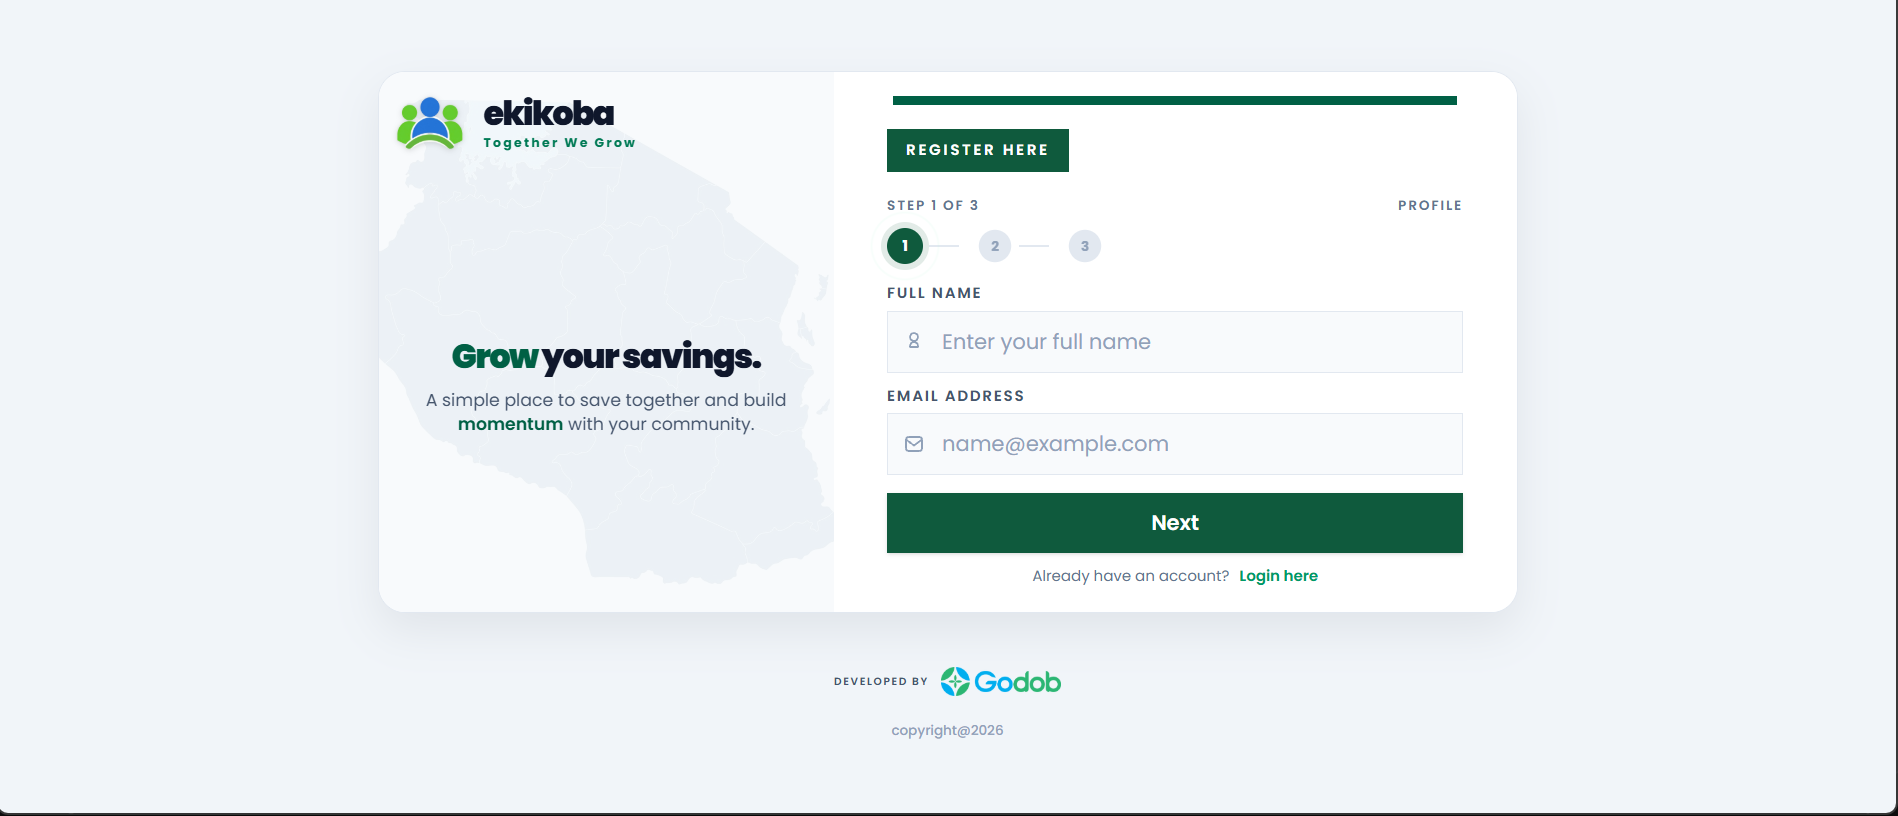 ekikoba
Together We Grow
Grow your savings.
A simple place to save together and build
momentum with your community.
REGISTER HERE
STEP 1 OF 3
PROFILE
1
2
3
FULL NAME
Enter your full name
EMAIL ADDRESS
name@example.com
Next
Already have an account? Login here
DEVELOPED BY Godob
copyright@2026